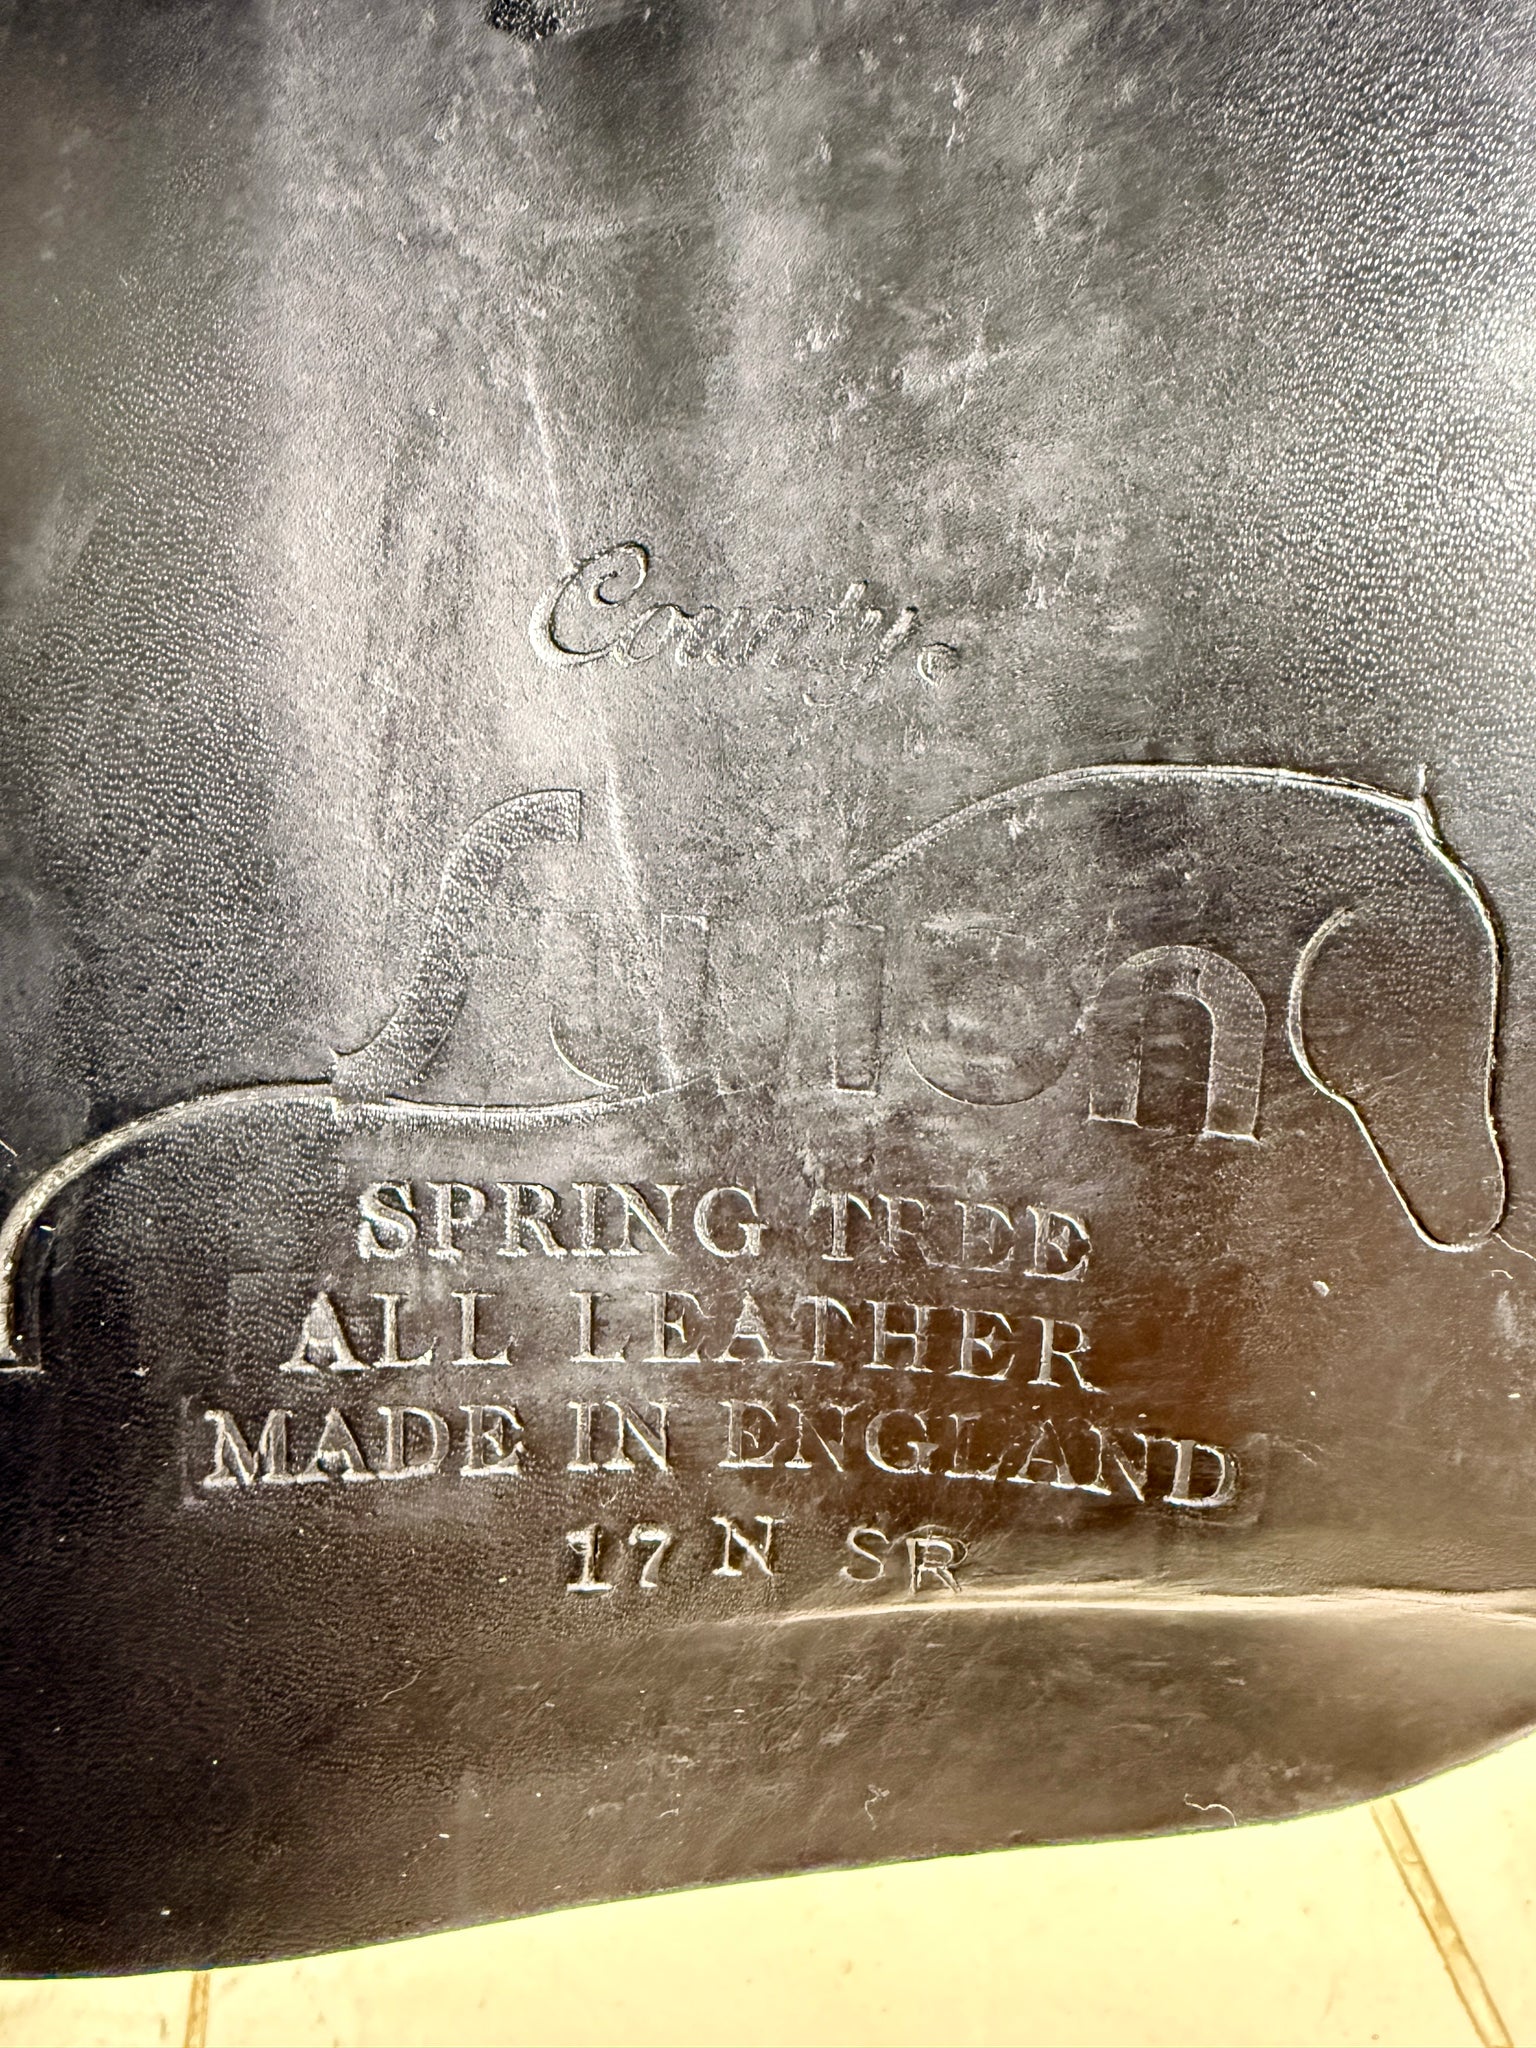 County
SPRING TREE
ALL LEATHER
MADE IN ENGLAND
17 N SR